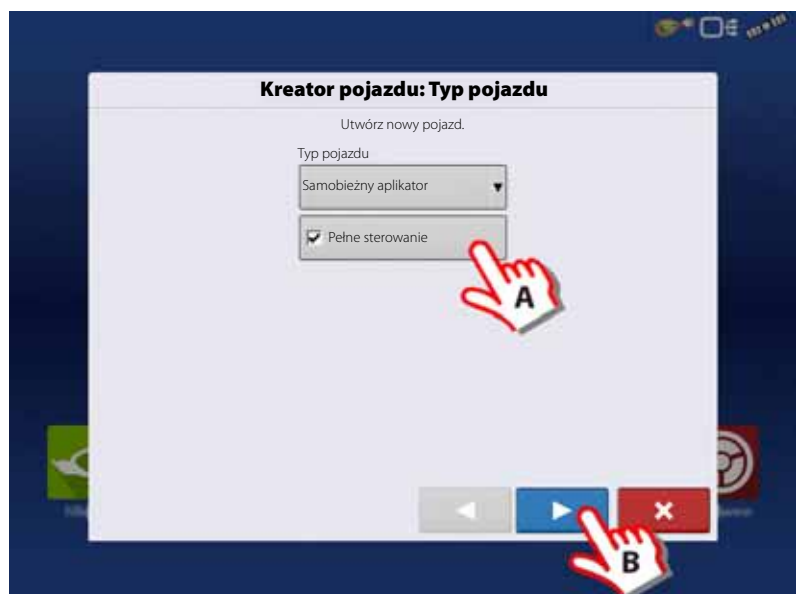 Kreator pojazdu: Typ pojazdu
Utwórz nowy pojazd.
Typ pojazdu
Samobieżny aplikator
Pełne sterowanie
A
B